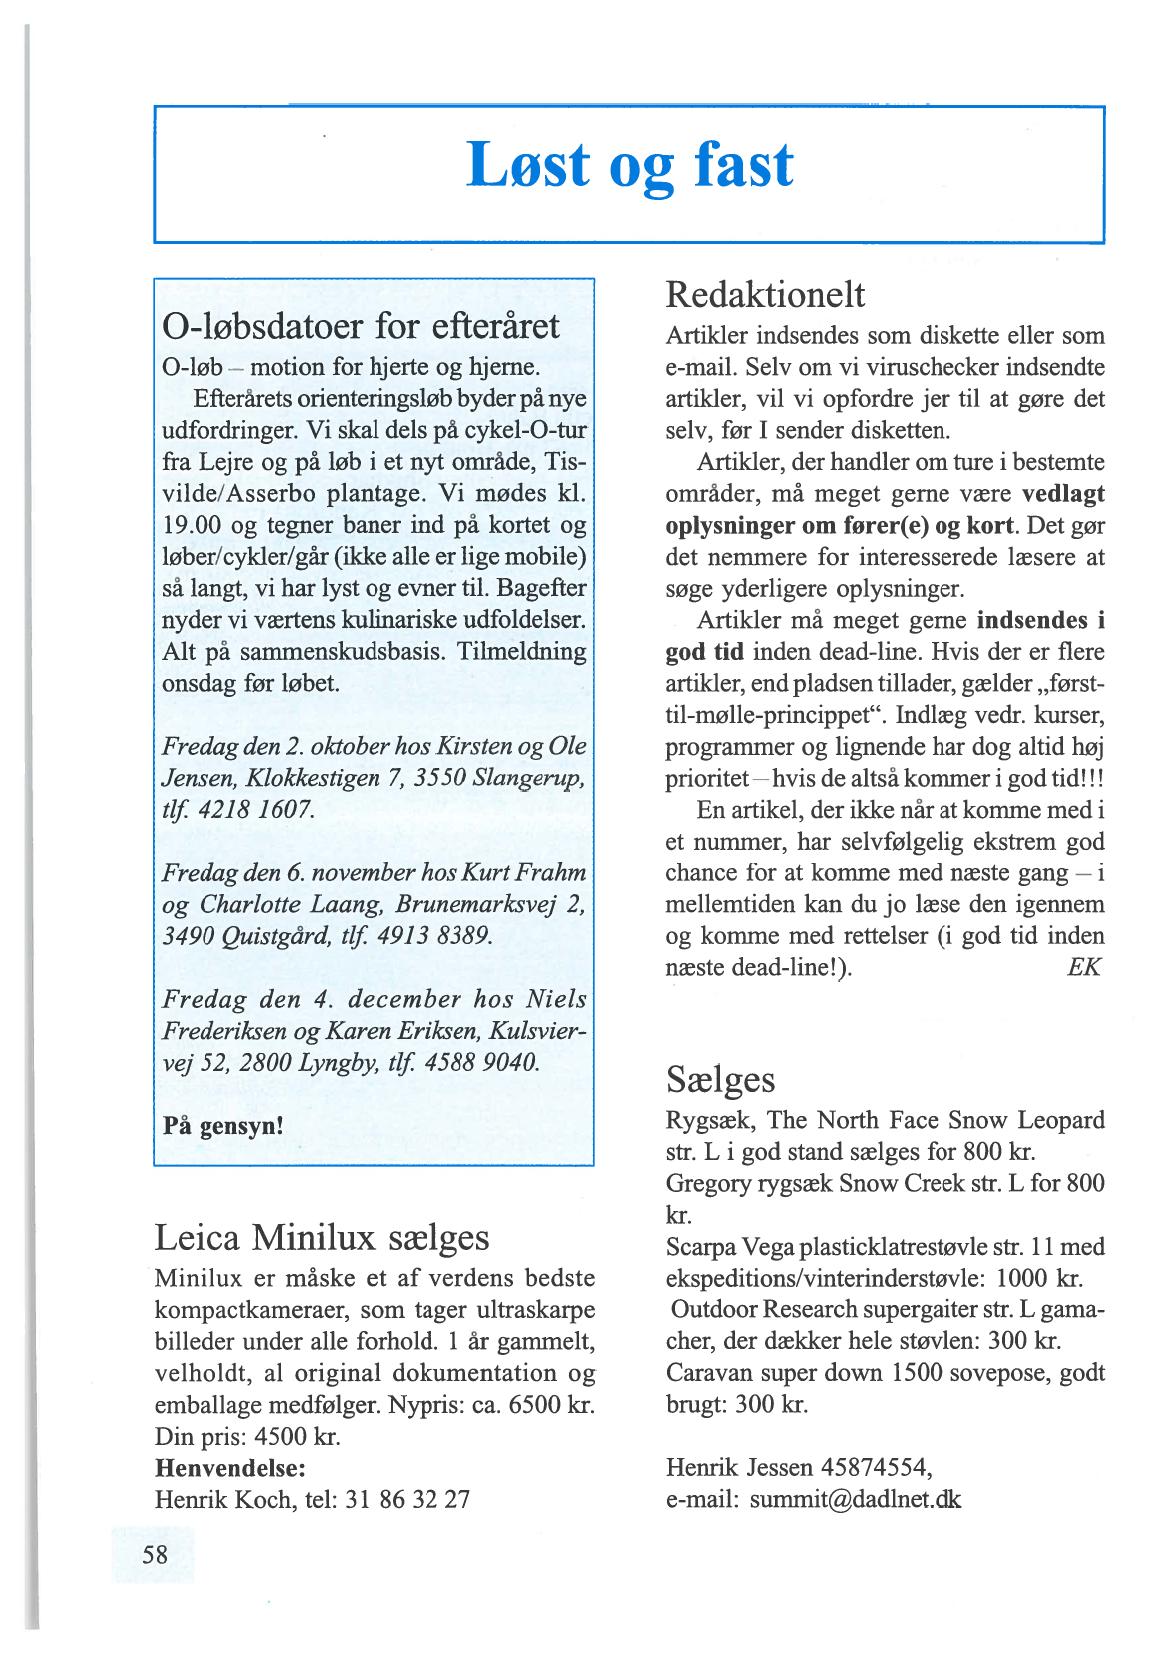 Løst og fast
O-løbsdatoer for efteråret
O-løb – motion for hjerte og hjerne.
Efterårets orienteringsløb byder på nye
udfordringer. Vi skal dels på cykel-O-tur
fra Lejre og på løb i et nyt område, Tis-
vilde/Asserbo plantage. Vi mødes kl.
19.00 og tegner baner ind på kortet og
løber/cykler/går (ikke alle er lige mobile)
så langt, vi har lyst og evner til. Bagefter
nyder vi værtens kulinariske udfoldelser.
Alt på sammenskudsbasis. Tilmeldning
onsdag før løbet.
Fredag den 2. oktober hos Kirsten og Ole
Jensen, Klokkestigen 7, 3550 Slangerup,
tlf. 4218 1607.
Fredag den 6. november hos Kurt Frahm
og Charlotte Laang, Brunemarksvej 2,
3490 Quistgård, tlf. 4913 8389.
Fredag den 4. december hos Niels
Frederiksen og Karen Eriksen, Kulsvier-
vej 52, 2800 Lyngby, tlf. 4588 9040.
På gensyn!
Leica Minilux sælges
Minilux er måske et af verdens bedste
kompactkameraer, som tager ultraskarpe
billeder under alle forhold. 1 år gammelt,
velholdt, al original dokumentation og
emballage medfølger. Nypris: ca. 6500 kr.
Din pris: 4500 kr.
Henvendelse:
Henrik Koch, tel: 31 86 32 27
Redaktionelt
Artikler indsendes som diskette eller som
e-mail. Selv om vi viruschecker indsendte
artikler, vil vi opfordre jer til at gøre det
selv, før I sender disketten.
Artikler, der handler om ture i bestemte
områder, må meget gerne være vedlagt
oplysninger om fører(e) og kort. Det gør
det nemmere for interesserede læsere at
søge yderligere oplysninger.
Artikler må meget gerne indsendes i
god tid inden dead-line. Hvis der er flere
artikler, end pladsen tillader, gælder „først-
til-mølle-princippet“. Indlæg vedr. kurser,
programmer og lignende har dog altid høj
prioritet – hvis de altså kommer i god tid!!!
En artikel, der ikke når at komme med i
et nummer, har selvfølgelig ekstrem god
chance for at komme med næste gang – i
mellemtiden kan du jo læse den igennem
og komme med rettelser (i god tid inden
næste dead-line!). EK
Sælges
Rygsæk, The North Face Snow Leopard
str. L i god stand sælges for 800 kr.
Gregory rygsæk Snow Creek str. L for 800
kr.
Scarpa Vega plasticklatrestøvle str. 11 med
ekspeditions/vinterinderstøvle: 1000 kr.
Outdoor Research supergaiter str. L gama-
cher, der dækker hele støvlen: 300 kr.
Caravan super down 1500 sovepose, godt
brugt: 300 kr.
Henrik Jessen 45874554,
e-mail: summit@dadlnet.dk
58